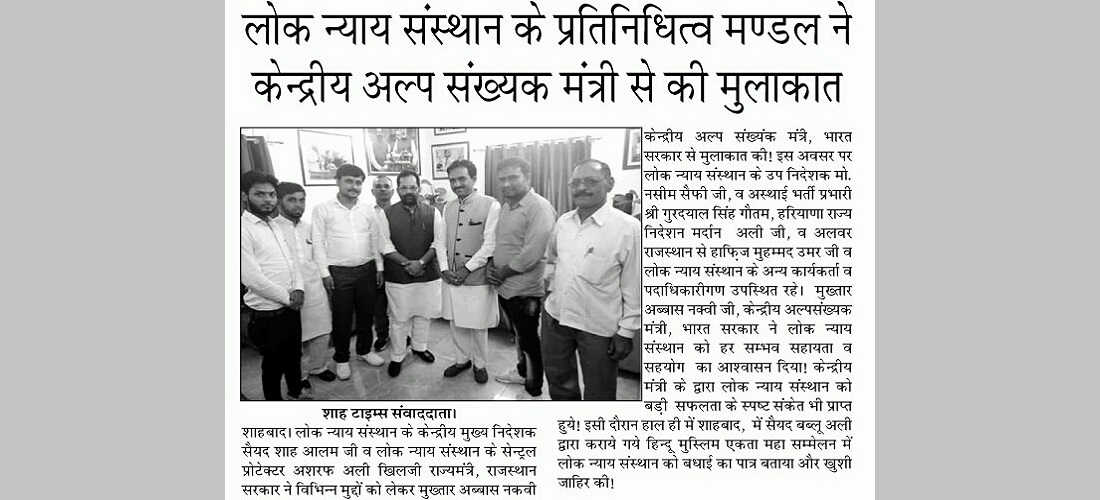 लोक न्याय संस्थान के प्रतिनिधित्व मण्डल ने
केन्द्रीय अल्प संख्यक मंत्री से की मुलाकात
शाह टाइम्स संवाददाता।
शाहबाद। लोक न्याय संस्थान के केन्द्रीय मुख्य निदेशक
सैयद शाह आलम जी व लोक न्याय संस्थान के सेन्ट्रल
प्रोटेक्टर अशरफ अली खिलजी राज्यमंत्रे, राजस्थान
सरकार ने विभिन्न मुद्दों को लेकर मुख्तार अब्बास नकवी
केन्द्रीय अल्प संख्यंक मंत्रे, भारत
सरकार से मुलाकात की! इस अवसर पर
लोक न्याय संस्थान के उप निदेशक मो.
नसीम सैफी जी, व अस्थाई भर्ती प्रभारी
श्री गुरदयाल सिंह गौतम, हरियाणा राज्य
निदेशन मर्दान अली जी, व अलवर
राजस्थान से हाफि़ज मुहम्मद उमर जी व
लोक न्याय संस्थान के अन्य कार्यकर्ता व
पदाधिकारीगण उपस्थित रहे। मुख्तार
अब्बास नक्वी जी, केन्द्रीय अल्पसंख्यक
मंत्री, भारत सरकार ने लोक न्याय
संस्थान को हर सम्भव सहायता व
सहयोग का आश्वासन दिया! केन्द्रीय
मंत्री के द्वारा लोक न्याय संस्थान को
बड़ी सफलता के स्पष्ट संकेत भी प्राप्त
हुये! इसी दौरान हाल ही में शाहबाद, में सैयद बब्लू अली
द्वारा कराये गये हिन्दू मुस्लिम एकता महा सम्मेलन में
लोक न्याय संस्थान को बधाई का पात्र बताया और खुशी
जाहिर की!